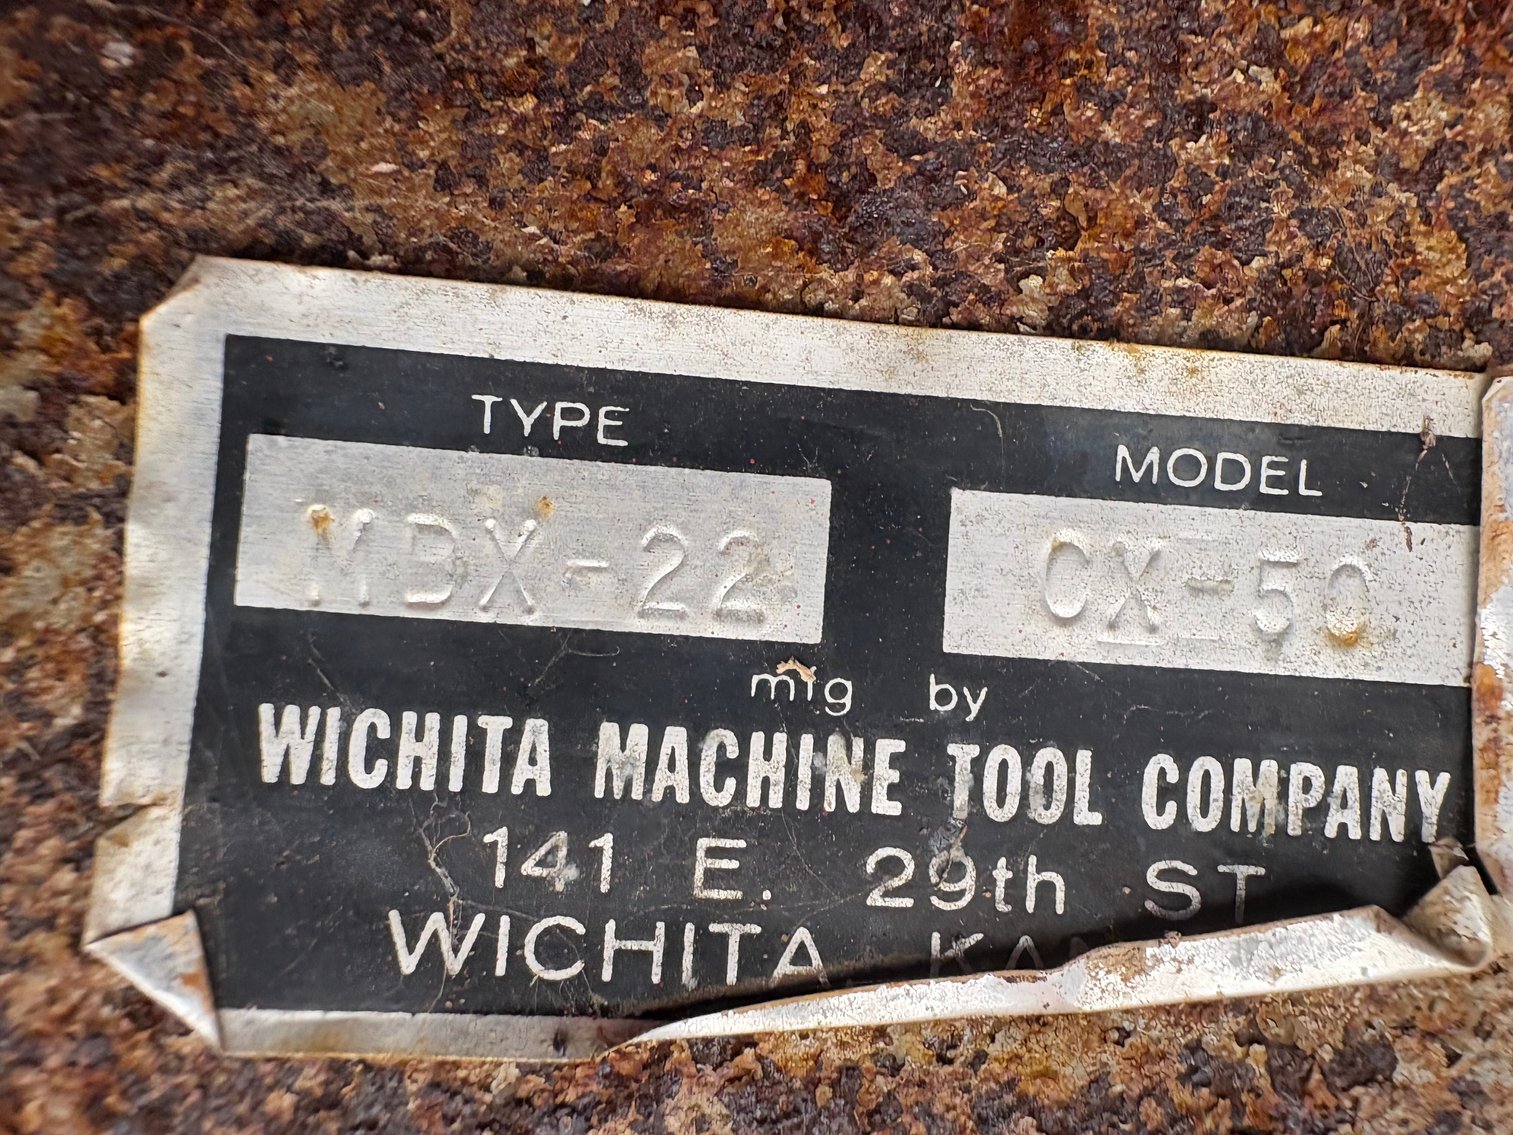 TYPE MODEL
MBX-22 CX-50
mfg by
WICHITA MACHINE TOOL COMPANY
141 E. 29th ST
WICHITA